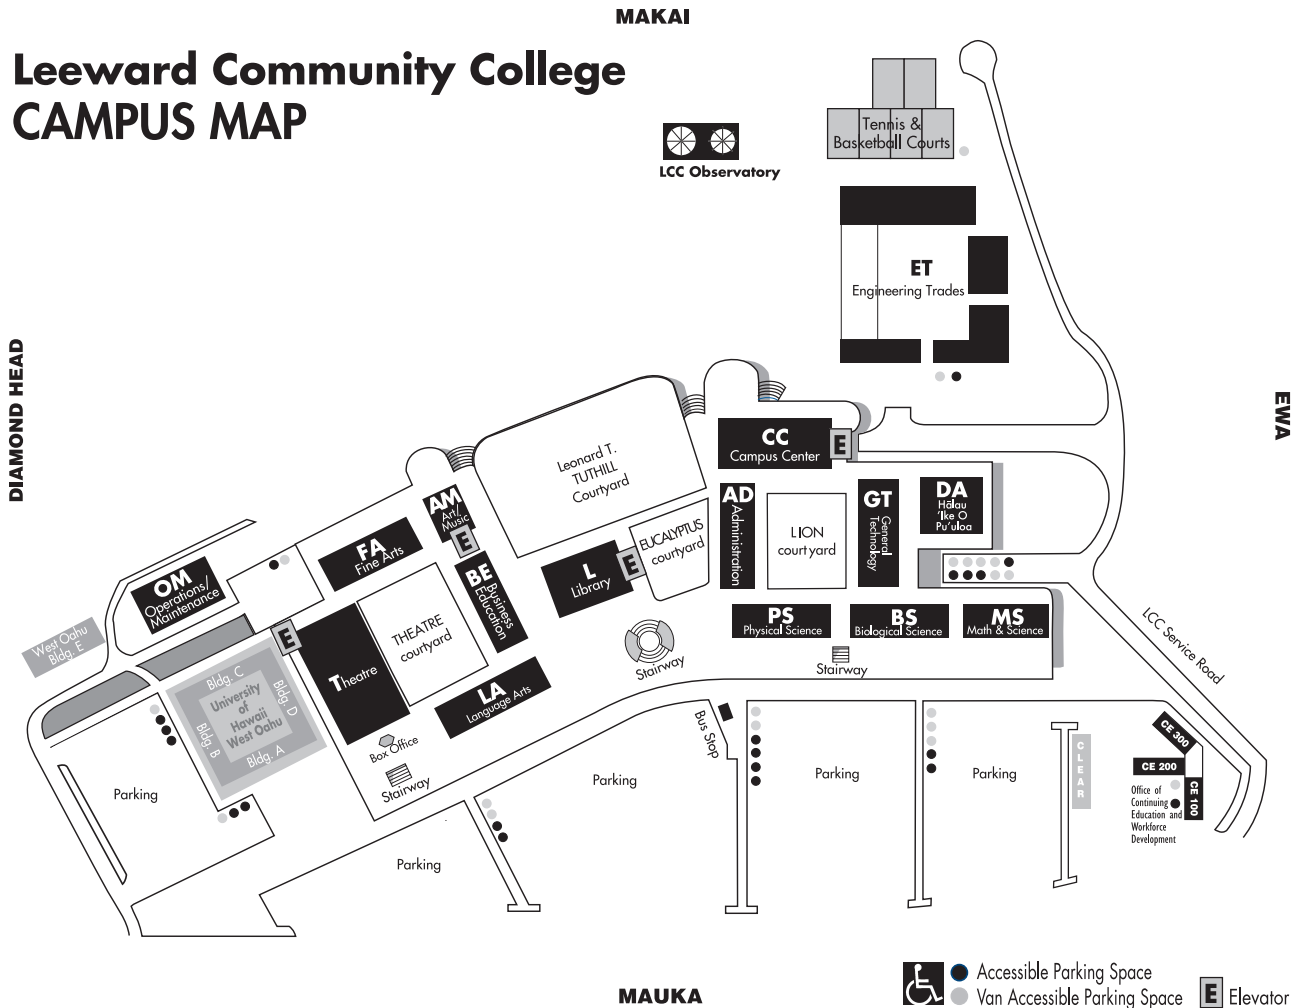 MAKAI
Leeward Community College
CAMPUS MAP
LCC Observatory
Tennis &
Basketball Courts
ET
Engineering Trades
DIAMOND HEAD
EWA
CC
Campus Center
E
Leonard T.
TUTHILL
Courtyard
AM
Art/
Music
E
FA
Fine Arts
OM
Operations/
Maintenance
West Oahu
Bldg. E
BE
Business
Education
L
Library
E
EUCALYPTUS
courtyard
AD
Administration
LION
courtyard
GT
General
Technology
DA
Hālau
'Ike O
Pu'uloa
PS
Physical Science
BS
Biological Science
MS
Math & Science
LCC Service Road
E
THEATRE
courtyard
Theatre
LA
Language Arts
Stairway
Stairway
Bldg. C
Bldg. D
Bldg. B
Bldg. A
University
of
Hawaii
West Oahu
Box Office
Stairway
Bus Stop
Parking
Parking
Parking
Parking
Parking
CLEAR
CE 300
CE 200
CE 100
Office of
Continuing
Education and
Workforce
Development
MAUKA
Accessible Parking Space
Van Accessible Parking Space
E Elevator